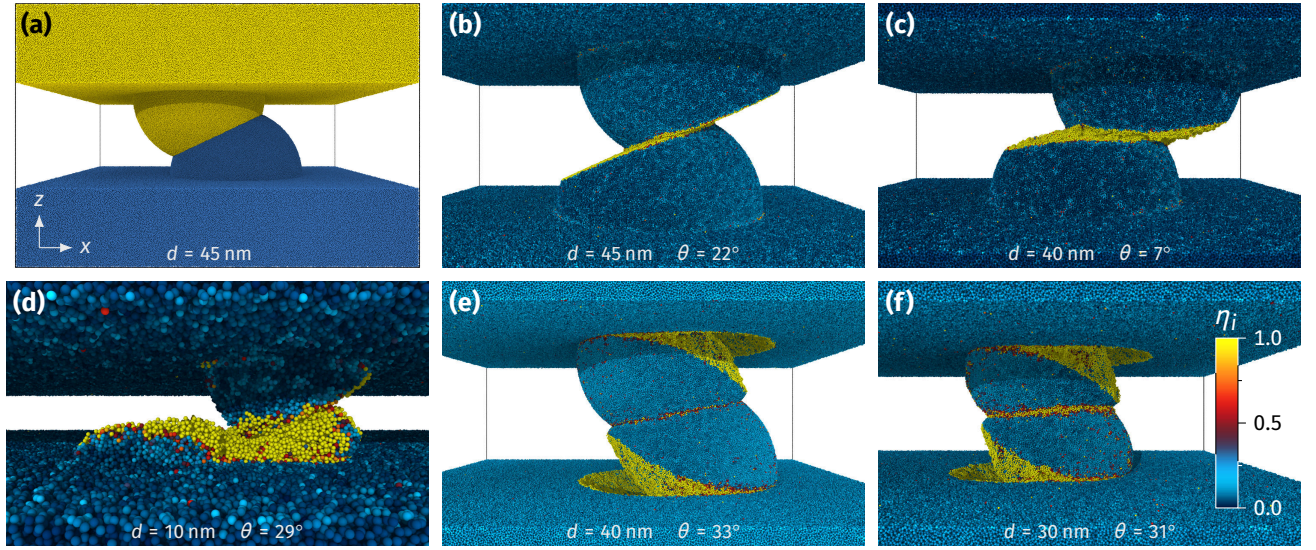 (a)
z
x
d = 45 nm
(b)
d = 45 nm θ = 22°
(c)
d = 40 nm θ = 7°
(d)
d = 10 nm θ = 29°
(e)
d = 40 nm θ = 33°
(f)
ηi
1.0
0.5
0.0
d = 30 nm θ = 31°